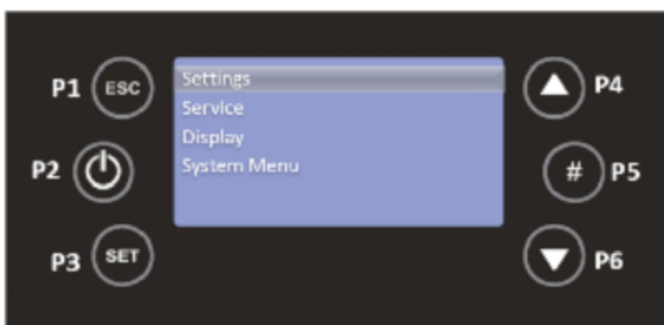 P1 ESC Settings P4
Service
Display
P2 # P5
System Menu
P3 SET P6